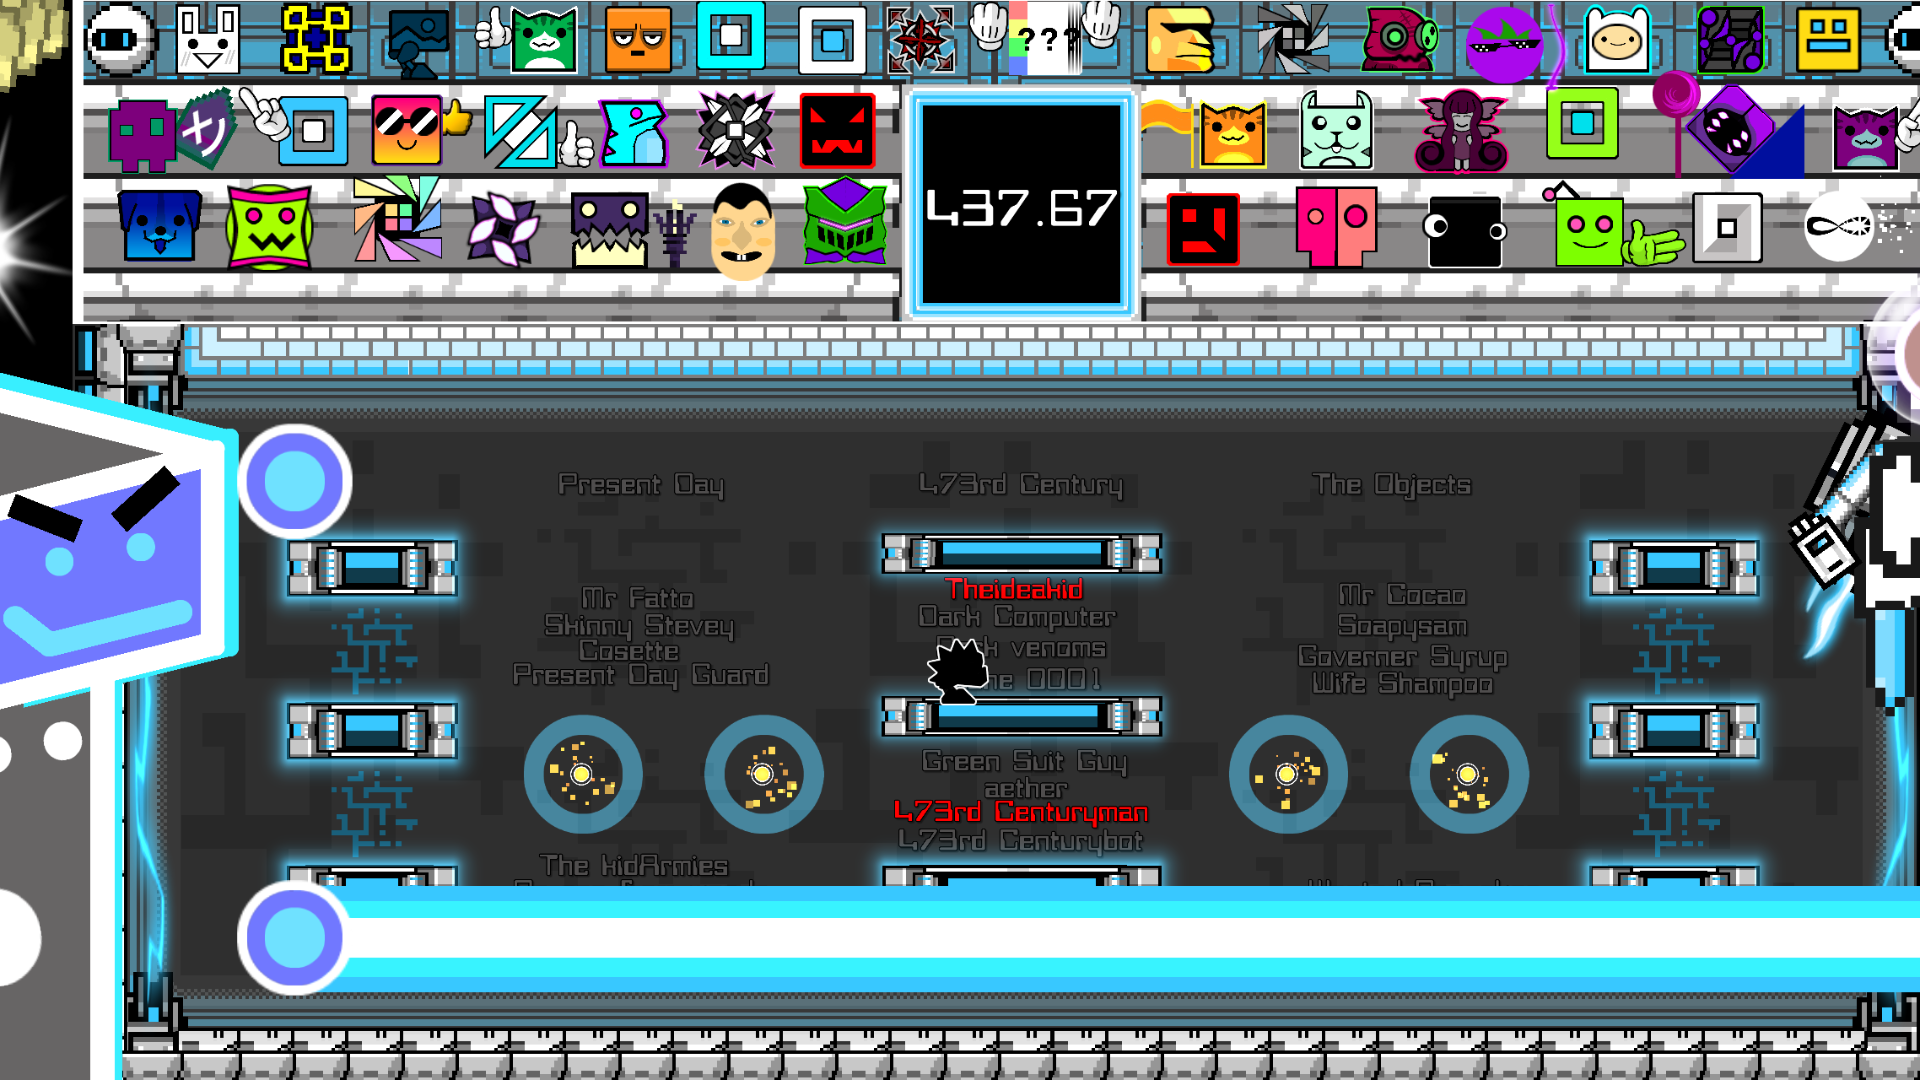 ???
437.67
Present Day
473rd Century
The Objects
Theideakid
Mr Fatto
Mr Cocao
Dark Computer
Skinny Stevey
Soapysam
Cosette
venoms
Governer Syrup
Present Day Guard
0001
Wife Shampoo
Green Suit Guy
aether
473rd Centuryman
473rd Centurybot
The kidArmies